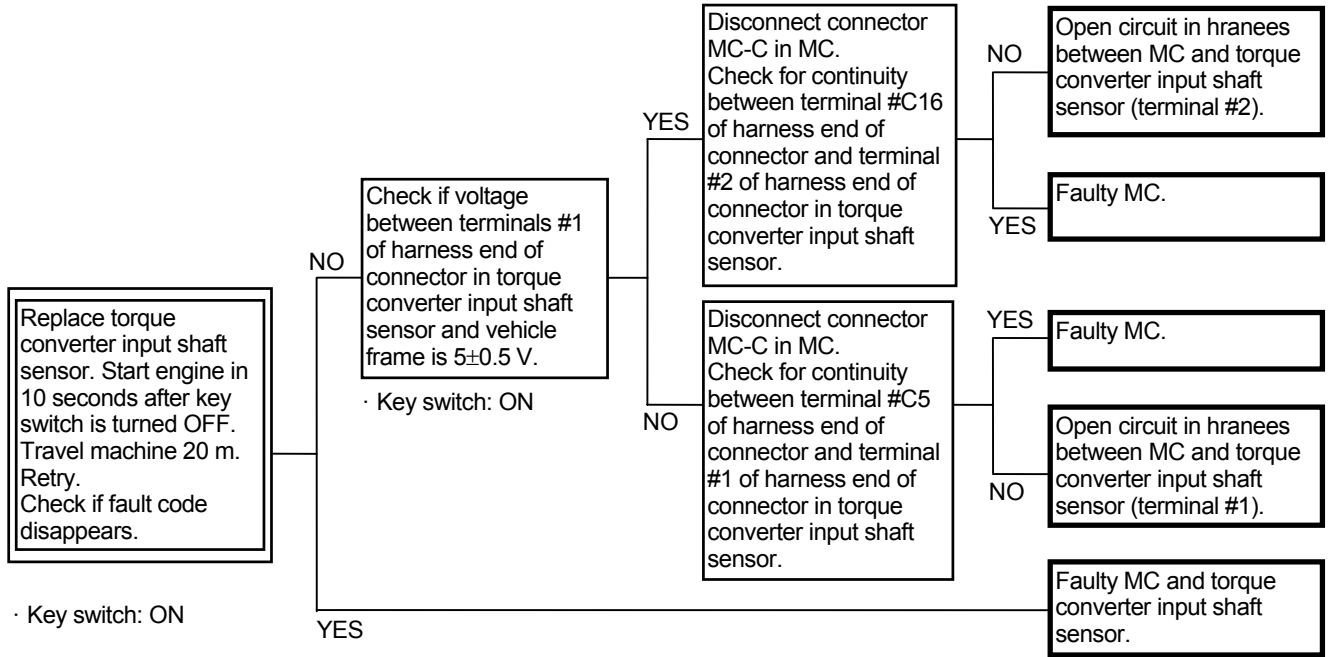 Replace torque
converter input shaft
sensor. Start engine in
10 seconds after key
switch is turned OFF.
Travel machine 20 m.
Retry.
Check if fault code
disappears.
· Key switch: ON
NO
YES
Check if voltage
between terminals #1
of harness end of
connector in torque
converter input shaft
sensor and vehicle
frame is 5±0.5 V.
· Key switch: ON
YES
NO
Disconnect connector
MC-C in MC.
Check for continuity
between terminal #C16
of harness end of
connector and terminal
#2 of harness end of
connector in torque
converter input shaft
sensor.
NO
YES
Open circuit in hranees
between MC and torque
converter input shaft
sensor (terminal #2).
Faulty MC.
Disconnect connector
MC-C in MC.
Check for continuity
between terminal #C5
of harness end of
connector and terminal
#1 of harness end of
connector in torque
converter input shaft
sensor.
YES
NO
Faulty MC.
Open circuit in hranees
between MC and torque
converter input shaft
sensor (terminal #1).
Faulty MC and torque
converter input shaft
sensor.